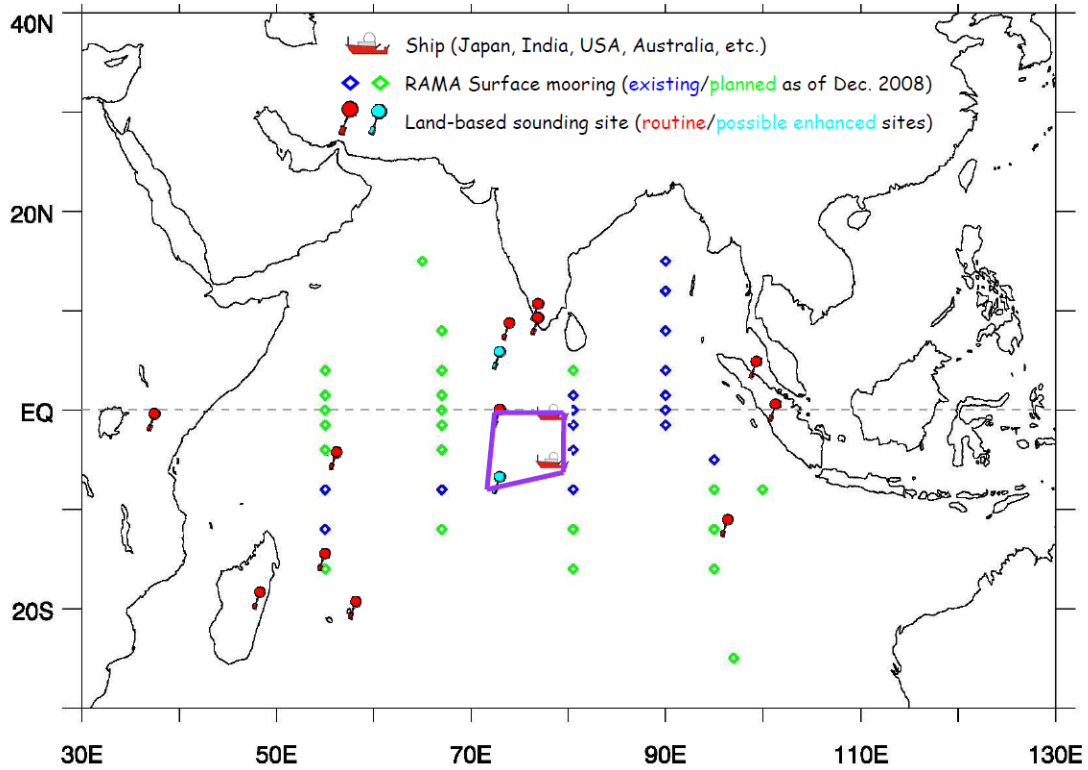 40N
Ship (Japan, India, USA, Australia, etc.)
RAMA Surface mooring (existing/planned as of Dec. 2008)
Land-based sounding site (routine/possible enhanced sites)
20N
EQ
20S
30E 50E 70E 90E 110E 130E